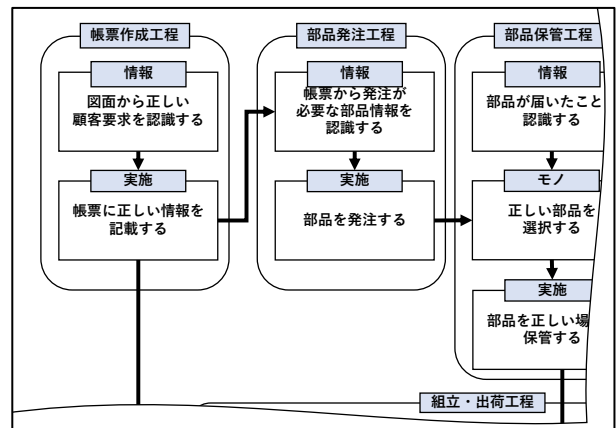 帳票作成工程
情報
図面から正しい
顧客要求を認識する
実施
帳票に正しい情報を
記載する
部品発注工程
情報
帳票から発注が
必要な部品情報を
認識する
実施
部品を発注する
部品保管工程
情報
部品が届いたこと
認識する
モノ
正しい部品を
選択する
実施
部品を正しい場
保管する
組立・出荷工程